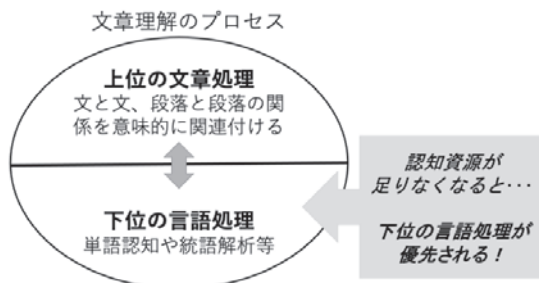 文章理解のプロセス
上位の文章処理
文と文、段落と段落の関
係を意味的に関連付ける
下位の言語処理
単語認知や統語解析等
認知資源が
足りなくなると･･･
下位の言語処理が
優先される！